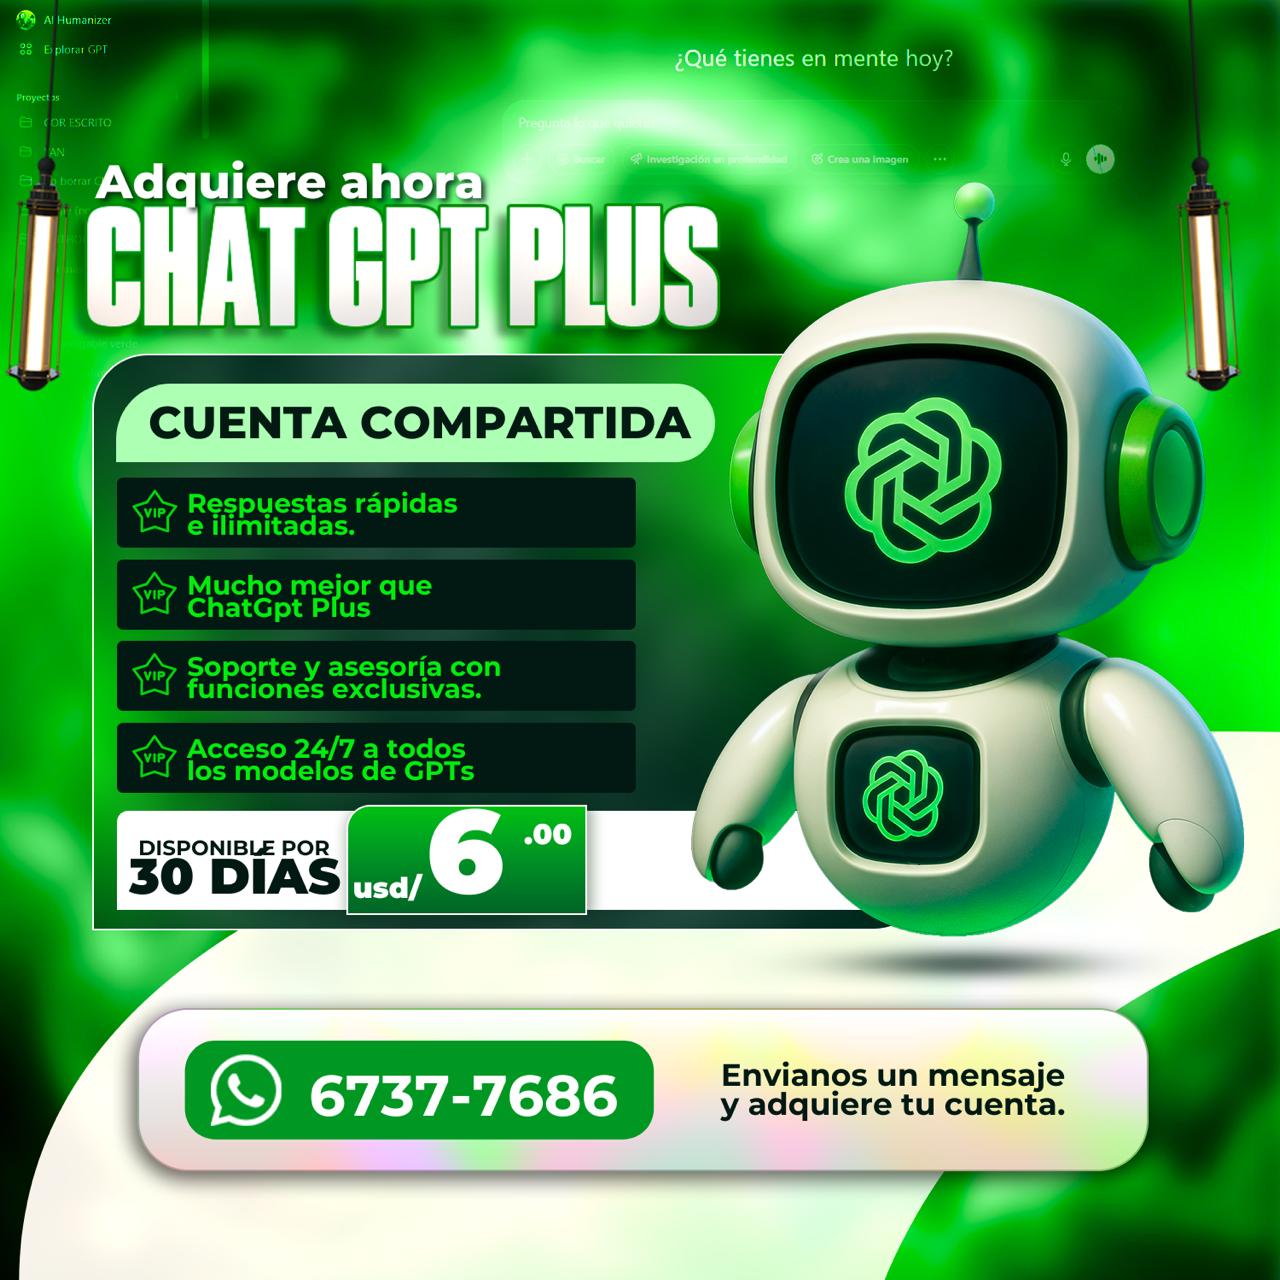 AI Humanizer
Explorar GPT
¿Qué tienes en mente hoy?
Proyectos
COR ESCRITO
Buscar
Investigación en profundidad
Crea una imagen
Adquiere ahora
CHAT GPT PLUS
CUENTA COMPARTIDA
VIP
Respuestas rápidas
e ilimitadas.
VIP
Mucho mejor que
ChatGpt Plus
VIP
Soporte y asesoría con
funciones exclusivas.
VIP
Acceso 24/7 a todos
los modelos de GPTs
DISPONIBLE POR
30 DÍAS
usd/ 6 .00
6737-7686
Envianos un mensaje
y adquiere tu cuenta.